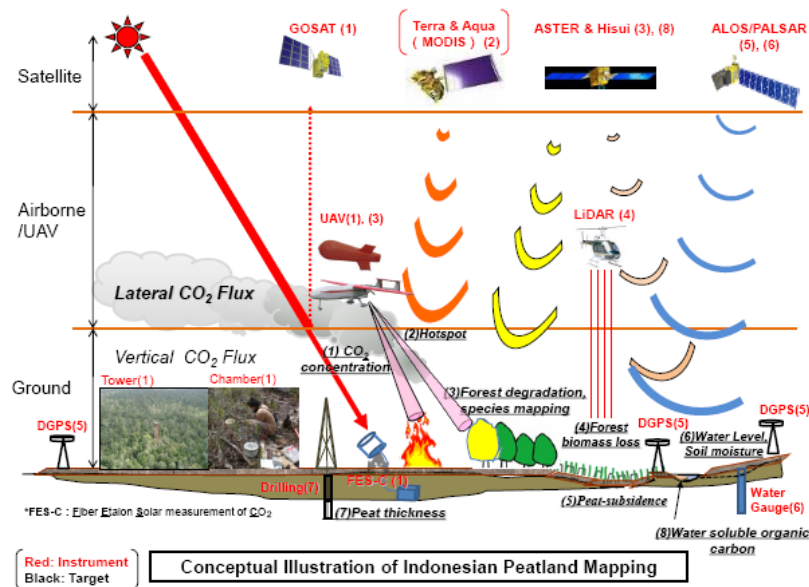 GOSAT (1)
Terra & Aqua
( MODIS ) (2)
ASTER & Hisui (3), (8)
ALOS/PALSAR
(5), (6)
Satellite
Airborne
/UAV
UAV(1), (3)
LiDAR (4)
Lateral CO2 Flux
(2)Hotspot
(1) CO2
concentration
Vertical CO2 Flux
Ground
Tower(1)
Chamber(1)
(3)Forest degradation,
species mapping
(4)Forest
biomass loss
DGPS(5)
DGPS(5)
DGPS(5)
(6)Water Level,
Soil moisture
Drilling(7)
FES-C (1)
(7)Peat thickness
(5)Peat-subsidence
Water
Gauge(6)
(8)Water soluble organic
carbon
*FES-C : Fiber Etalon Solar measurement of CO2
Red: Instrument
Black: Target
Conceptual Illustration of Indonesian Peatland Mapping